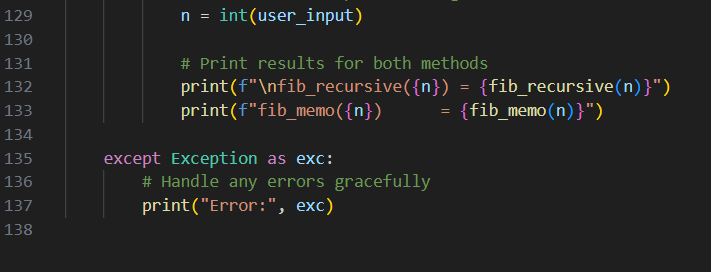 129                 n = int(user_input)
130
131                 # Print results for both methods
132                 print(f"\nfib_recursive({n}) = {fib_recursive(n)}")
133                 print(f"fib_memo({n})      = {fib_memo(n)}")
134
135         except Exception as exc:
136             # Handle any errors gracefully
137             print("Error:", exc)
138